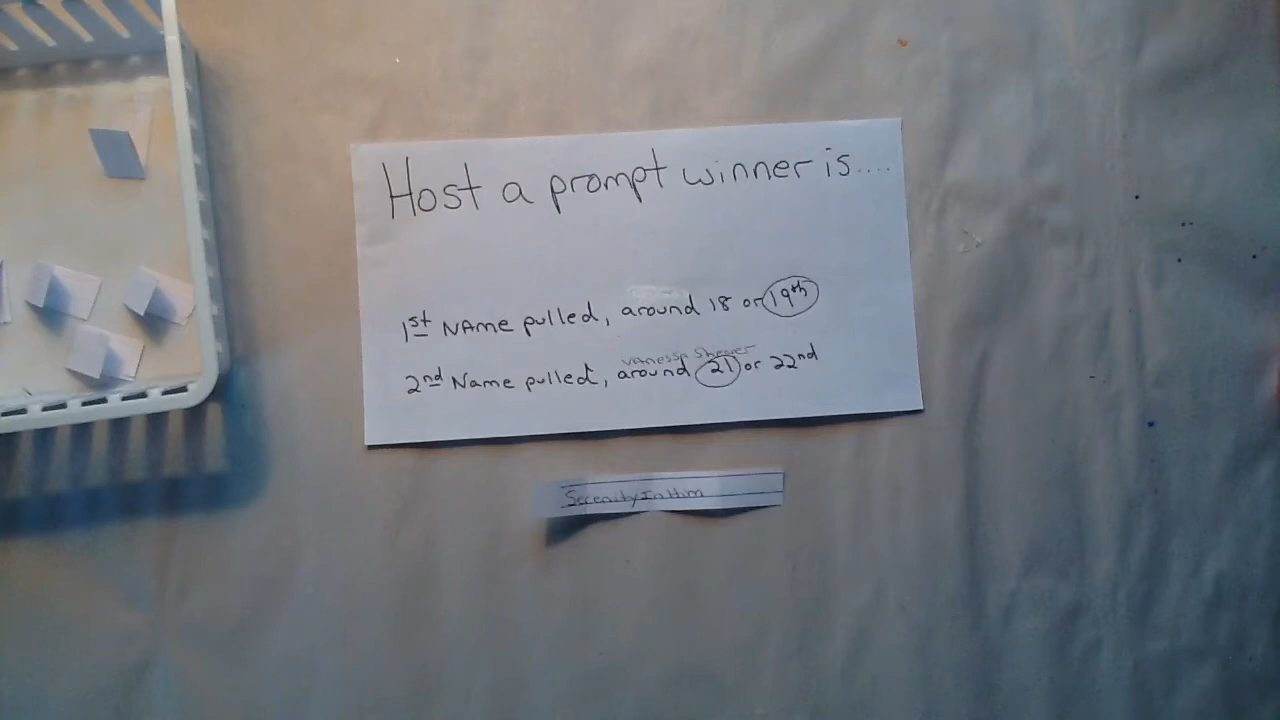 Host a prompt winner is....
1st NAme pulled, around 18 or 19th
vanessa Shearer
2nd Name pulled, around 21 or 22nd
SecenityInHim